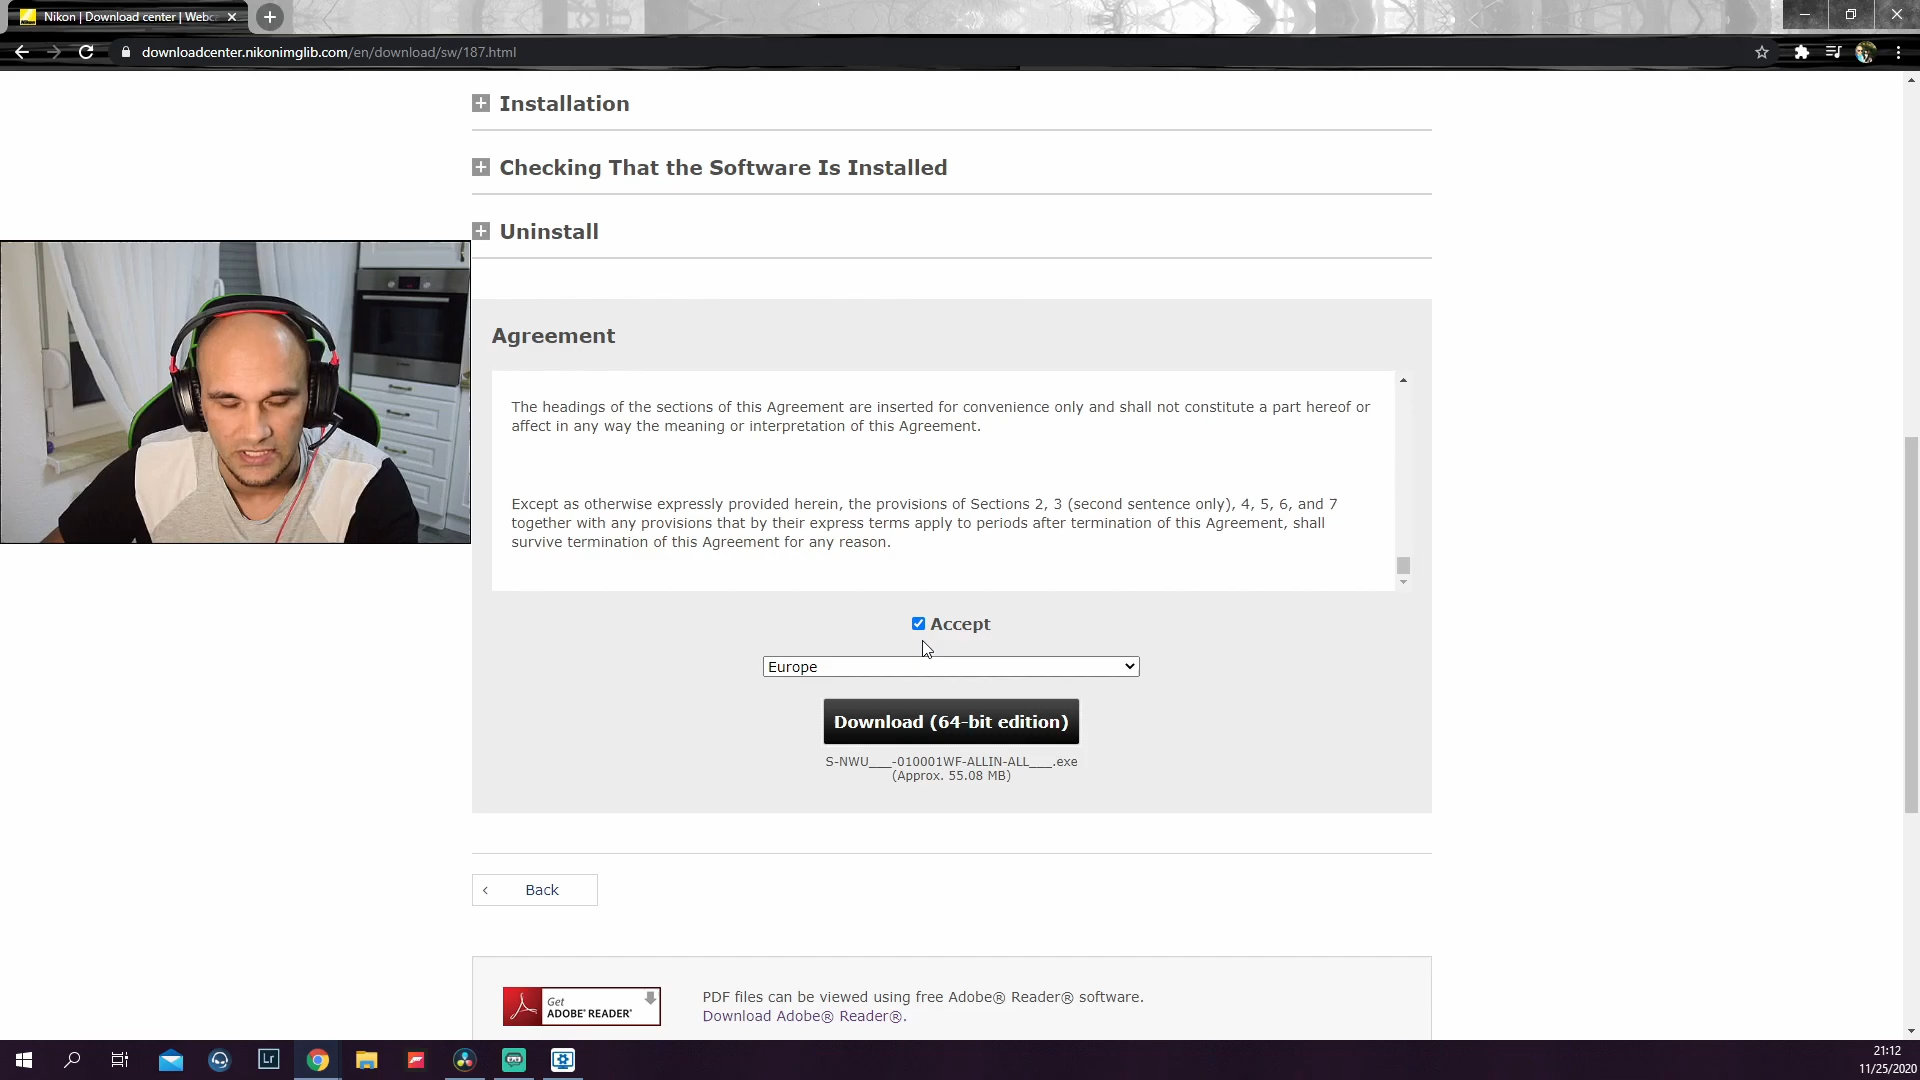 Nikon | Download center | Webc
downloadcenter.nikonimglib.com/en/download/sw/187.html
Installation
Checking That the Software Is Installed
Uninstall
Agreement
The headings of the sections of this Agreement are inserted for convenience only and shall not constitute a part hereof or
affect in any way the meaning or interpretation of this Agreement.
Except as otherwise expressly provided herein, the provisions of Sections 2, 3 (second sentence only), 4, 5, 6, and 7
together with any provisions that by their express terms apply to periods after termination of this Agreement, shall
survive termination of this Agreement for any reason.
Accept
Europe
Download (64-bit edition)
S-NWU___-010001WF-ALLIN-ALL___.exe
(Approx. 55.08 MB)
Back
Get
ADOBE® READER®
PDF files can be viewed using free Adobe® Reader® software.
Download Adobe® Reader®.
Lr
21:12
11/25/2020